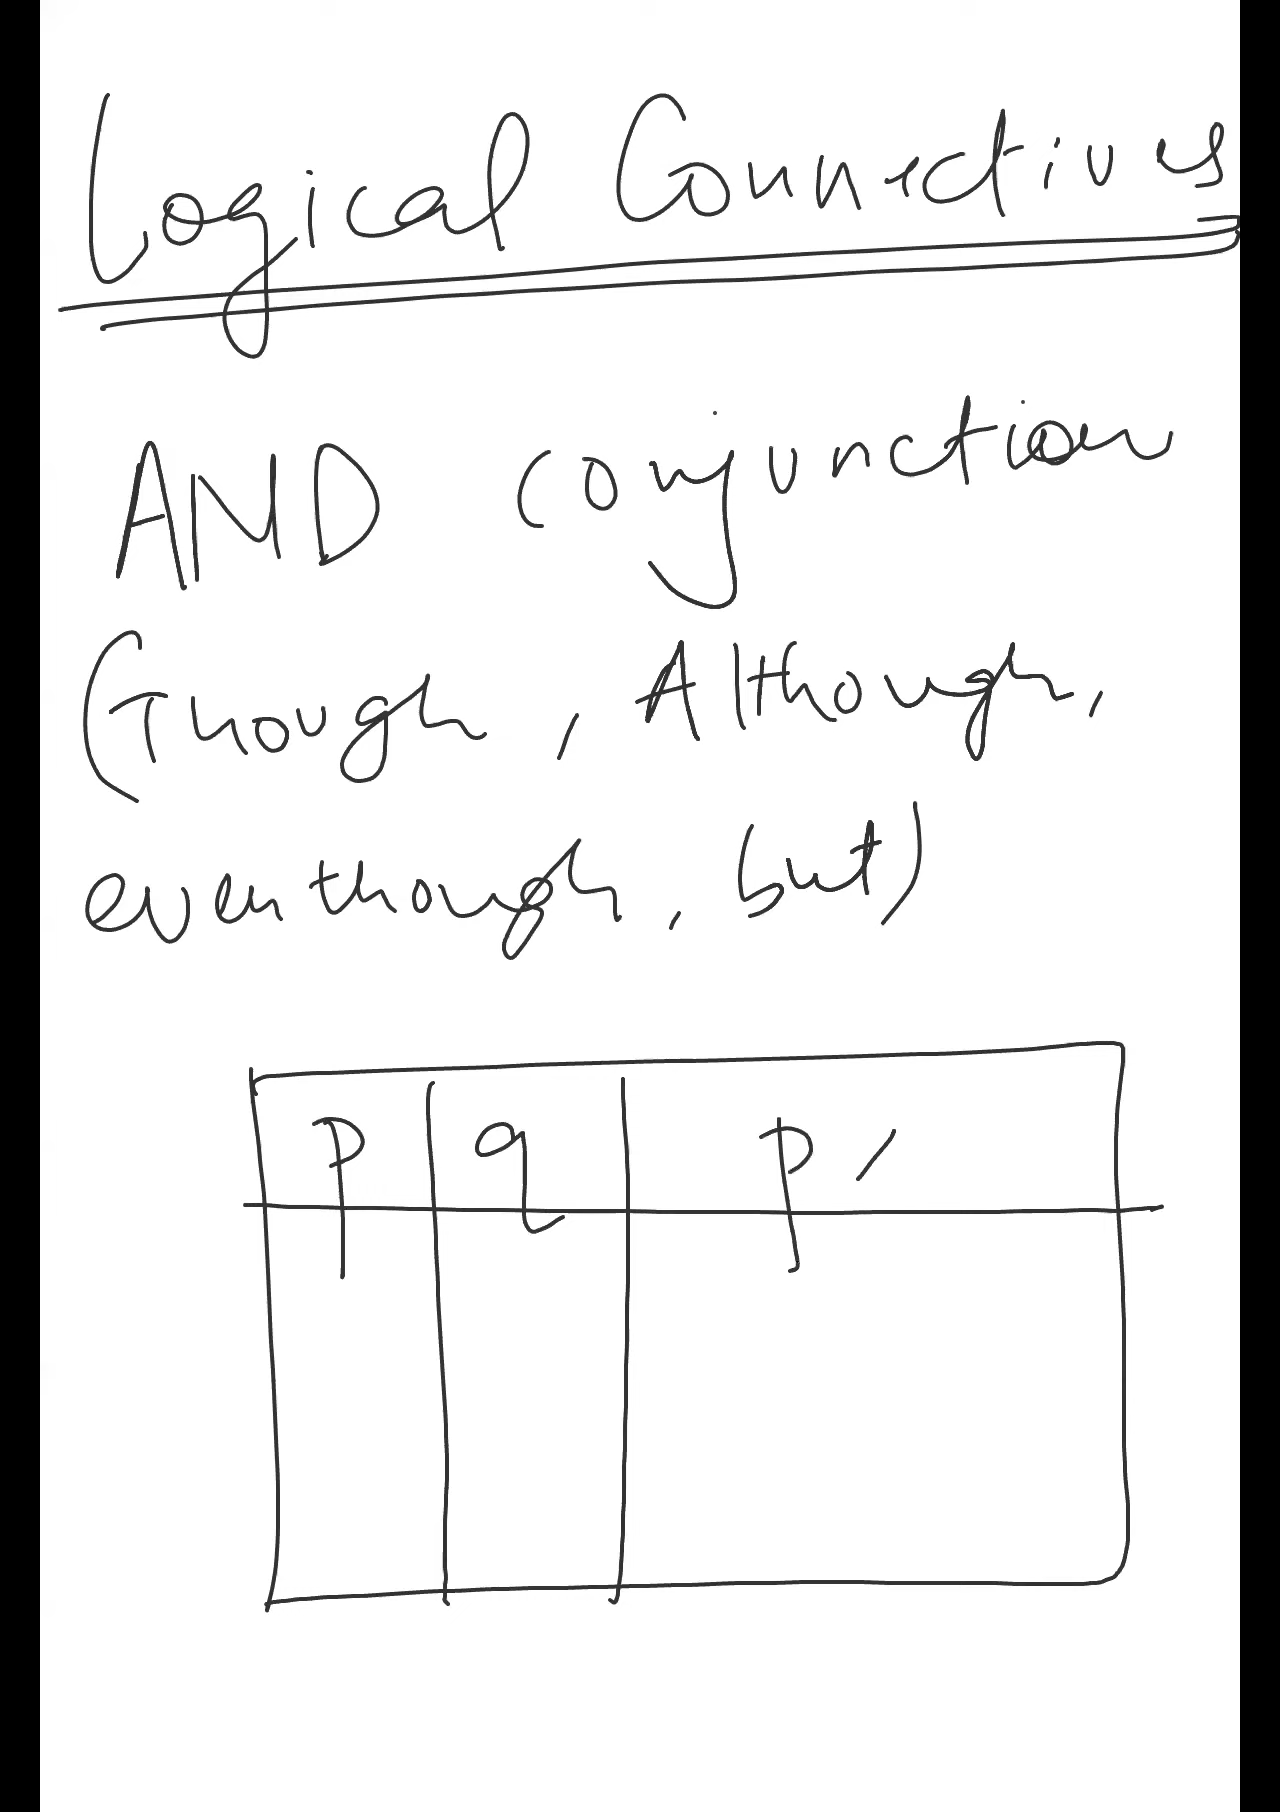 Logical Connectives
AND conjunction
(Though, Although,
eventhough, but)
p q p /